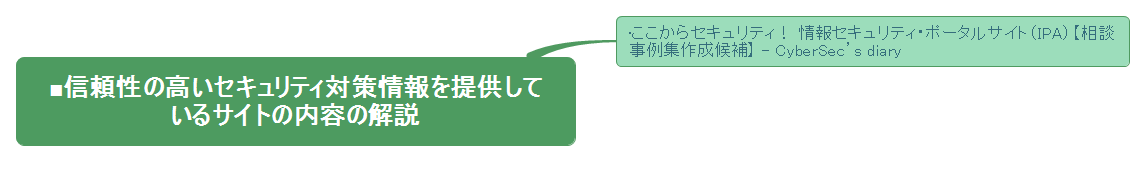 ■信頼性の高いセキュリティ対策情報を提供して
いるサイトの内容の解説
・ここからセキュリティ！ 情報セキュリティ・ポータルサイト（IPA）【相談
事例集作成候補】 - CyberSec’s diary